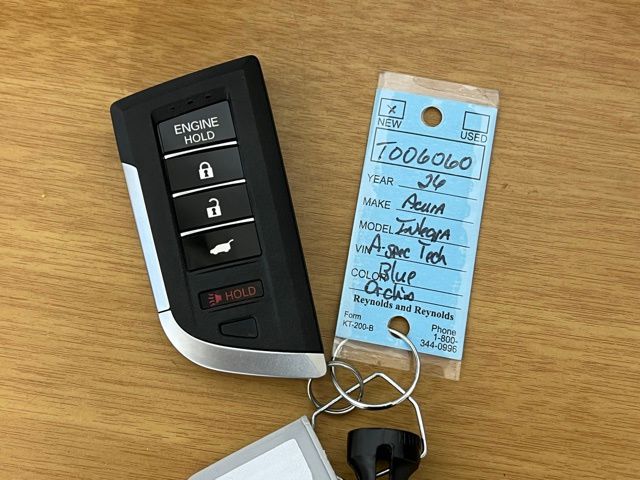 ENGINE
HOLD
HOLD
NEW
USED
T006060
YEAR 26
MAKE Acura
MODEL Integra
VIN A-Spec Tech
COLOR Blue
Orchid
Reynolds and Reynolds
Form
KT-200-B
Phone
1-800-
344-0996